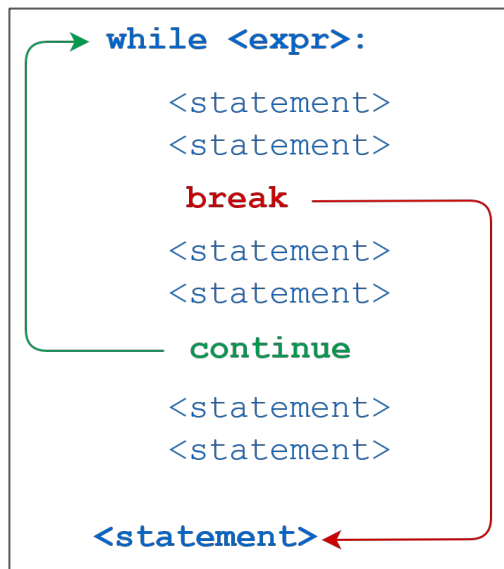 while <expr>:
<statement>
<statement>
break
<statement>
<statement>
continue
<statement>
<statement>
<statement>